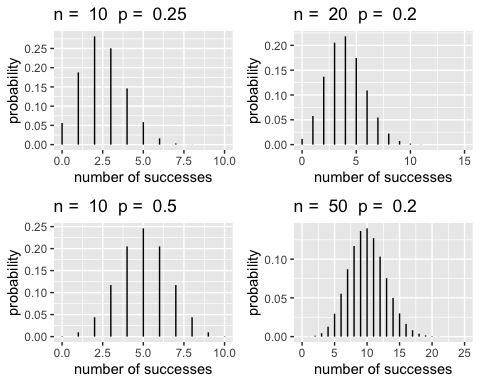 n =  10  p =  0.25
0.25
0.20
0.15
0.10
0.05
0.00
probability
0.0 2.5 5.0 7.5 10.0
number of successes
n =  20  p =  0.2
0.20
0.15
0.10
0.05
0.00
probability
0 5 10 15
number of successes
n =  10  p =  0.5
0.25
0.20
0.15
0.10
0.05
0.00
probability
0.0 2.5 5.0 7.5 10.0
number of successes
n =  50  p =  0.2
0.10
0.05
0.00
probability
0 5 10 15 20 25
number of successes